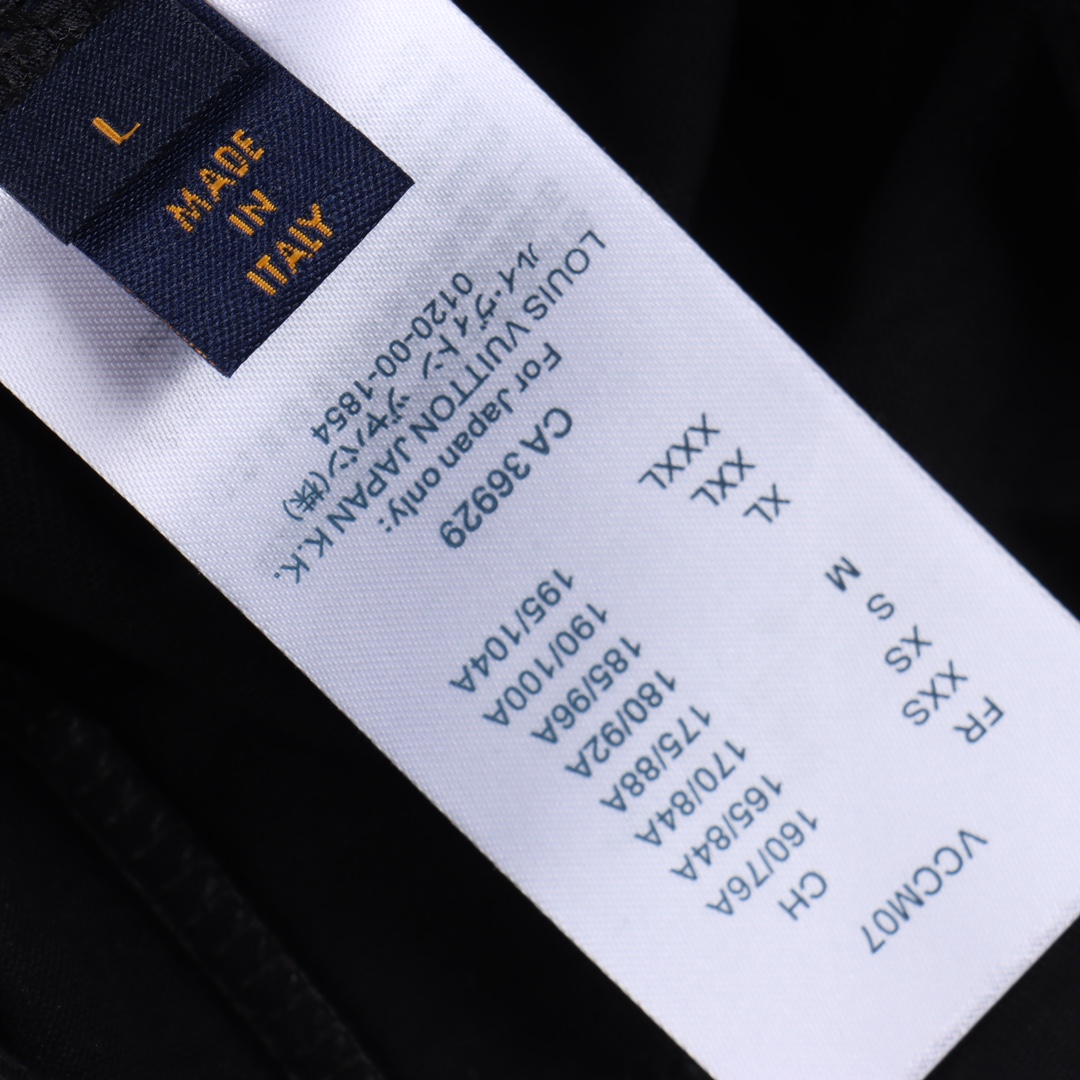 L
MADE
IN
ITALY
VCCM07
FR CH
XXS 160/76A
XS 165/84A
S 170/84A
M 175/88A
180/92A
XL 185/96A
XXL 190/100A
XXXL 195/104A
CA 36929
For Japan only:
LOUIS VUITTON JAPAN K.K.
ルイ・ヴィトン ジャパン(株)
0120-00-1854